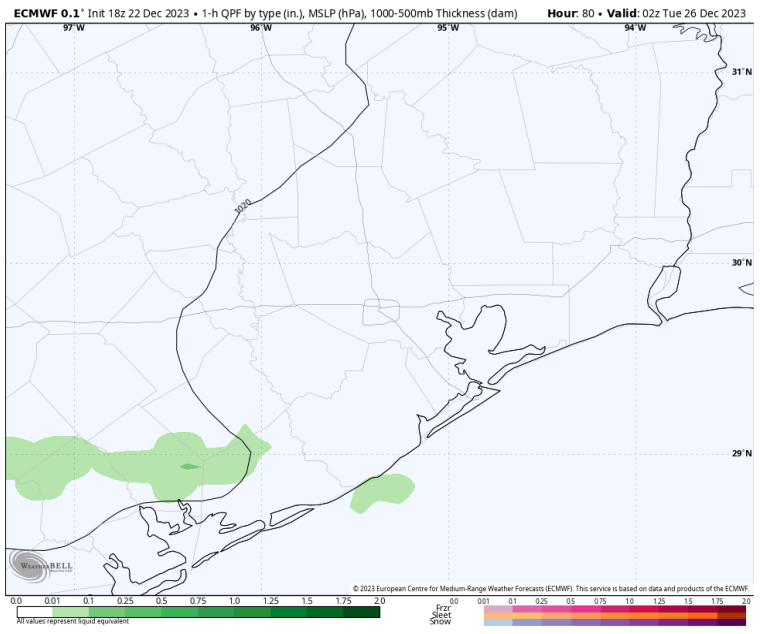 ECMWF 0.1° Init 18z 22 Dec 2023 • 1-h QPF by type (in.), MSLP (hPa), 1000-500mb Thickness (dam) Hour: 80 • Valid: 02z Tue 26 Dec 2023
97°W 96°W 95°W 94°W
31°N
1020
30°N
29°N
WEATHERBELL
© 2023 European Centre for Medium-Range Weather Forecasts (ECMWF). This service is based on data and products of the ECMWF.
0.0 0.01 0.1 0.25 0.5 0.75 1.0 1.25 1.5 1.75 2.0 0.0 0.01 0.1 0.25 0.5 0.75 1.0 1.25 1.5 1.75 2.0
Frzr
Sleet
Snow
All values represent liquid equivalent